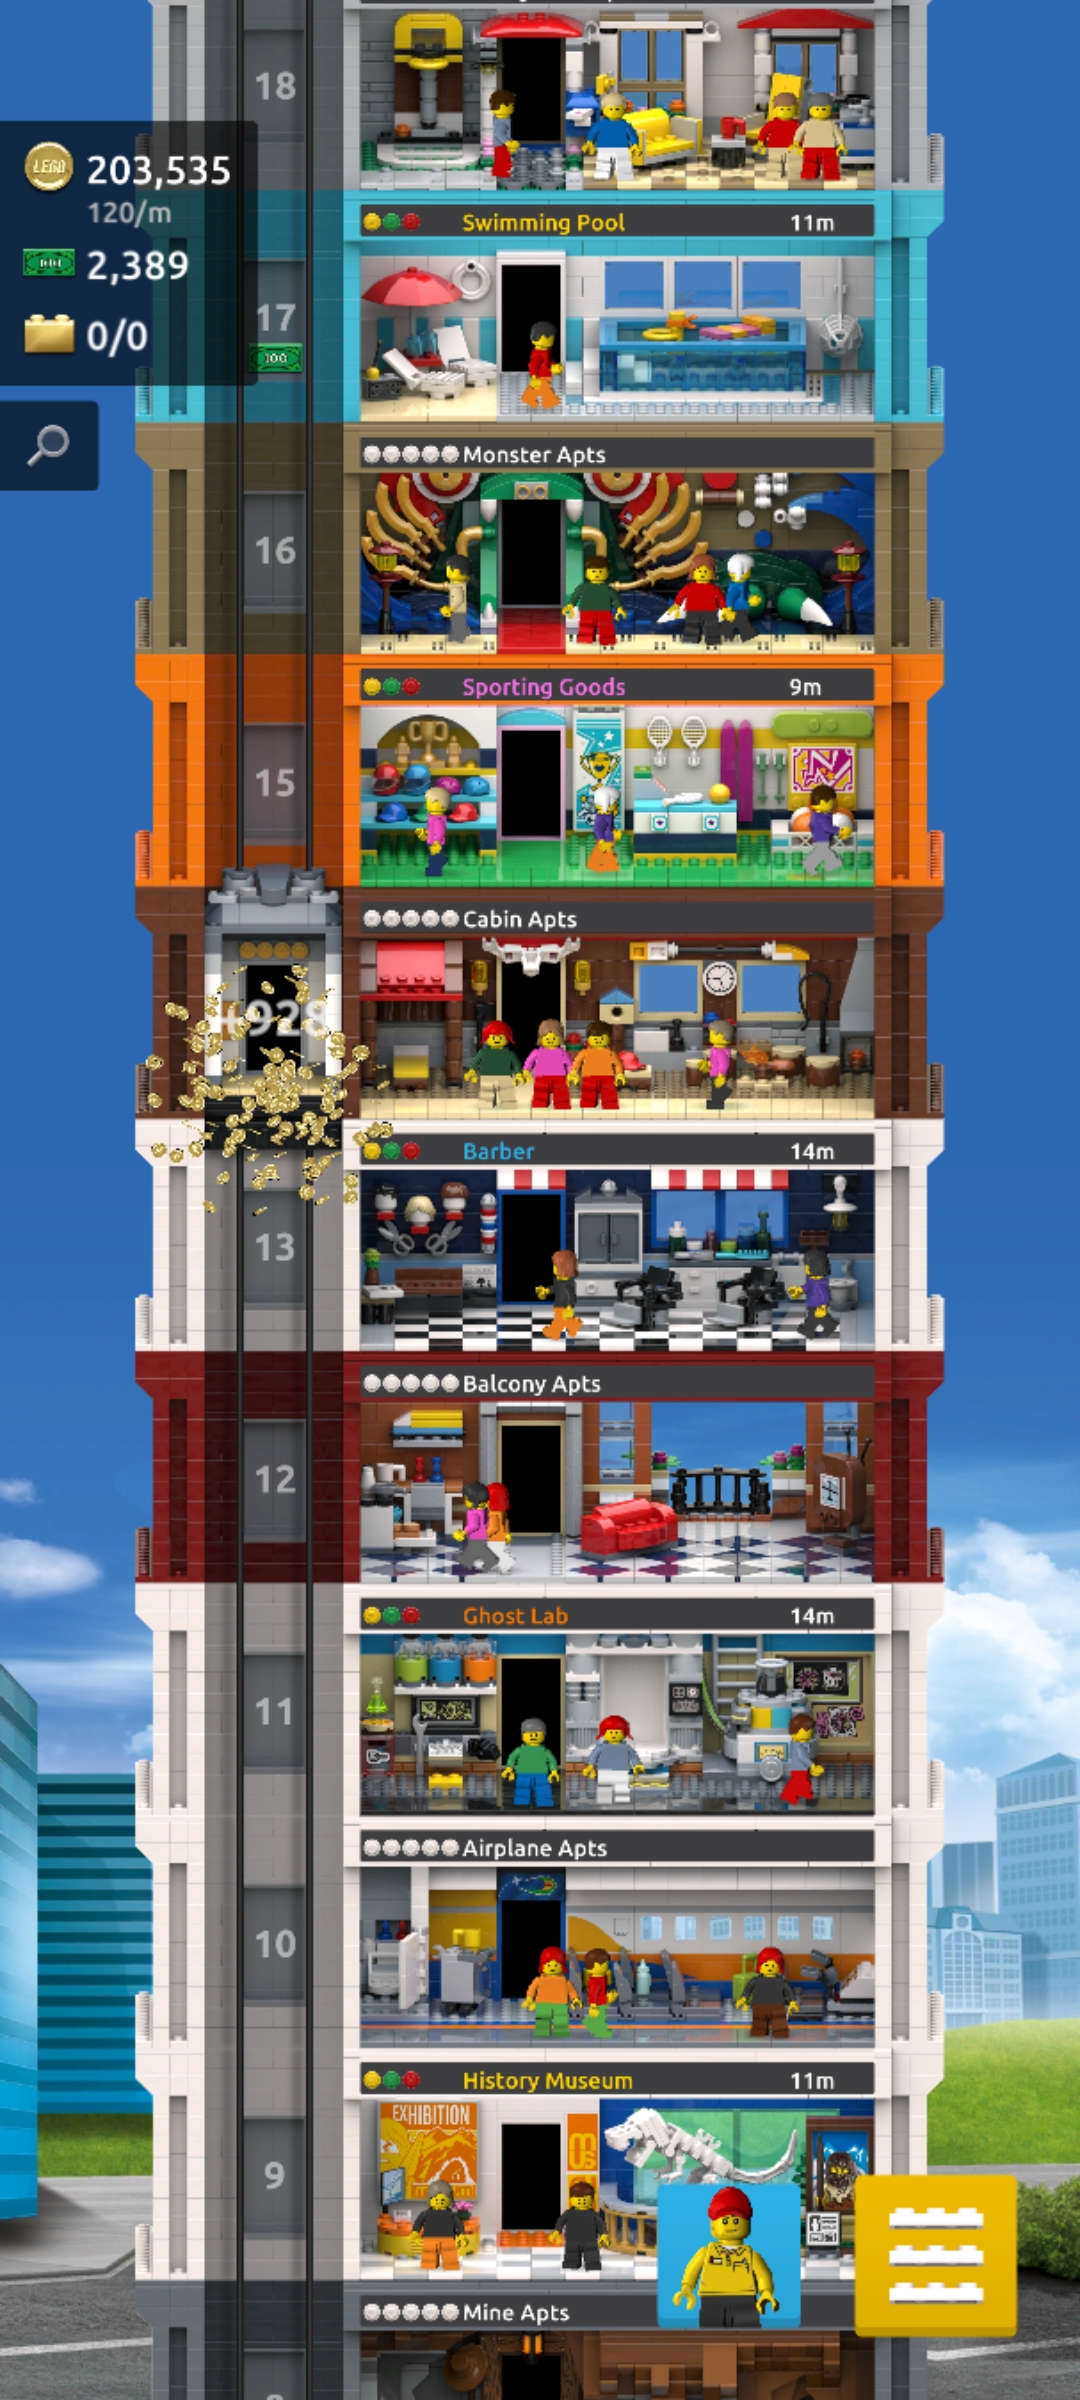 18
LEGO 203,535
120/m
2,389
0/0
Swimming Pool 11m
17
100
Monster Apts
16
Sporting Goods 9m
15
Cabin Apts
+928
Barber 14m
13
Balcony Apts
12
Ghost Lab 14m
11
Airplane Apts
10
History Museum 11m
EXHIBITION
9
Mine Apts